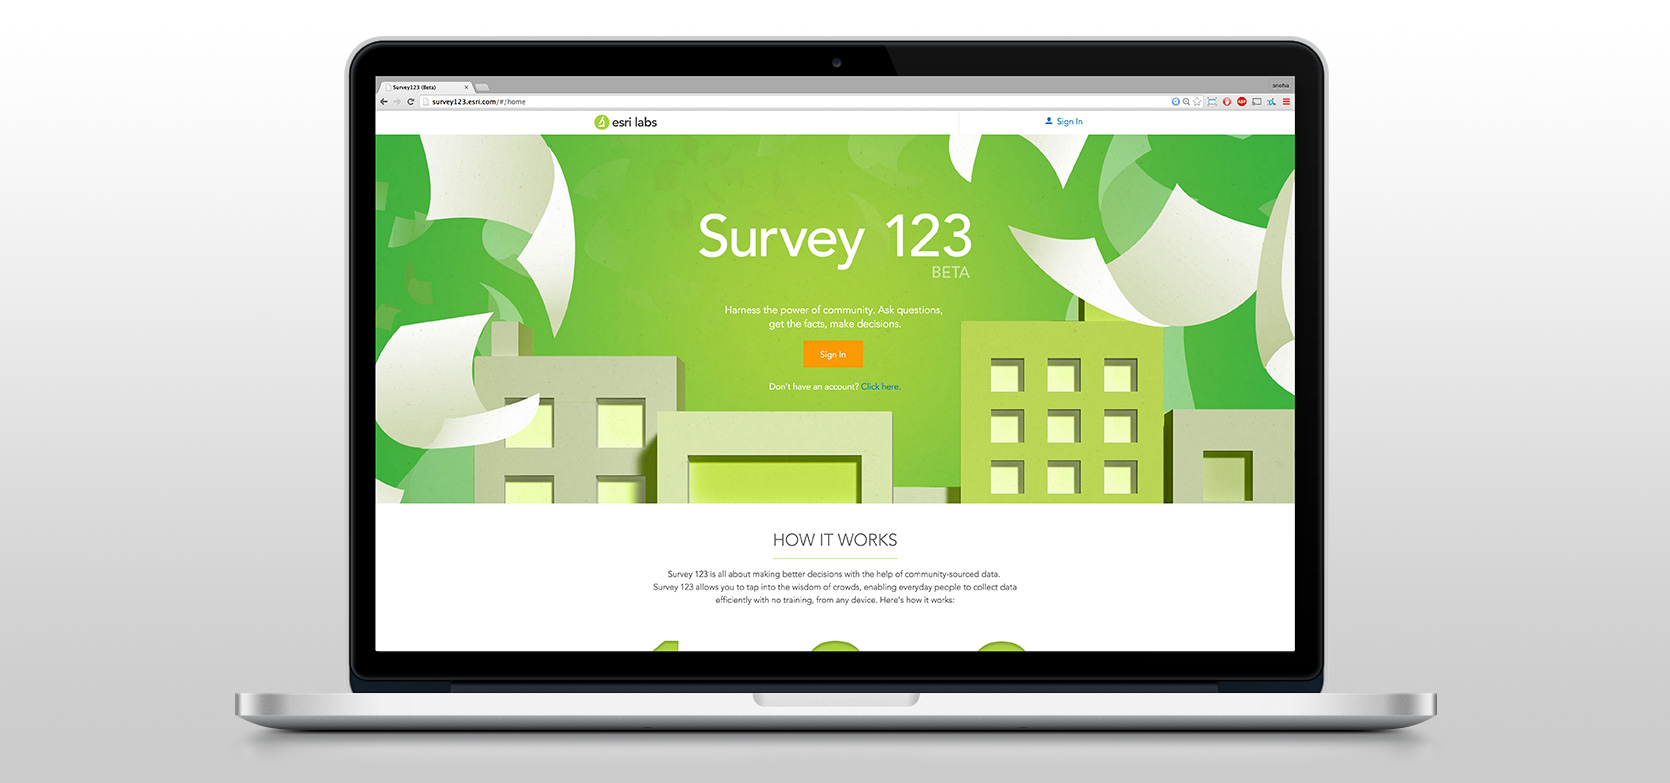 Survey123 (Beta)
sneha
survey123.esri.com/#/home
ABP
esri labs
Sign In
Survey 123
BETA
Harness the power of community. Ask questions,
get the facts, make decisions.
Sign In
Don't have an account? Click here.
HOW IT WORKS
Survey 123 is all about making better decisions with the help of community-sourced data.
Survey 123 allows you to tap into the wisdom of crowds, enabling everyday people to collect data
efficiently with no training, from any device. Here's how it works: